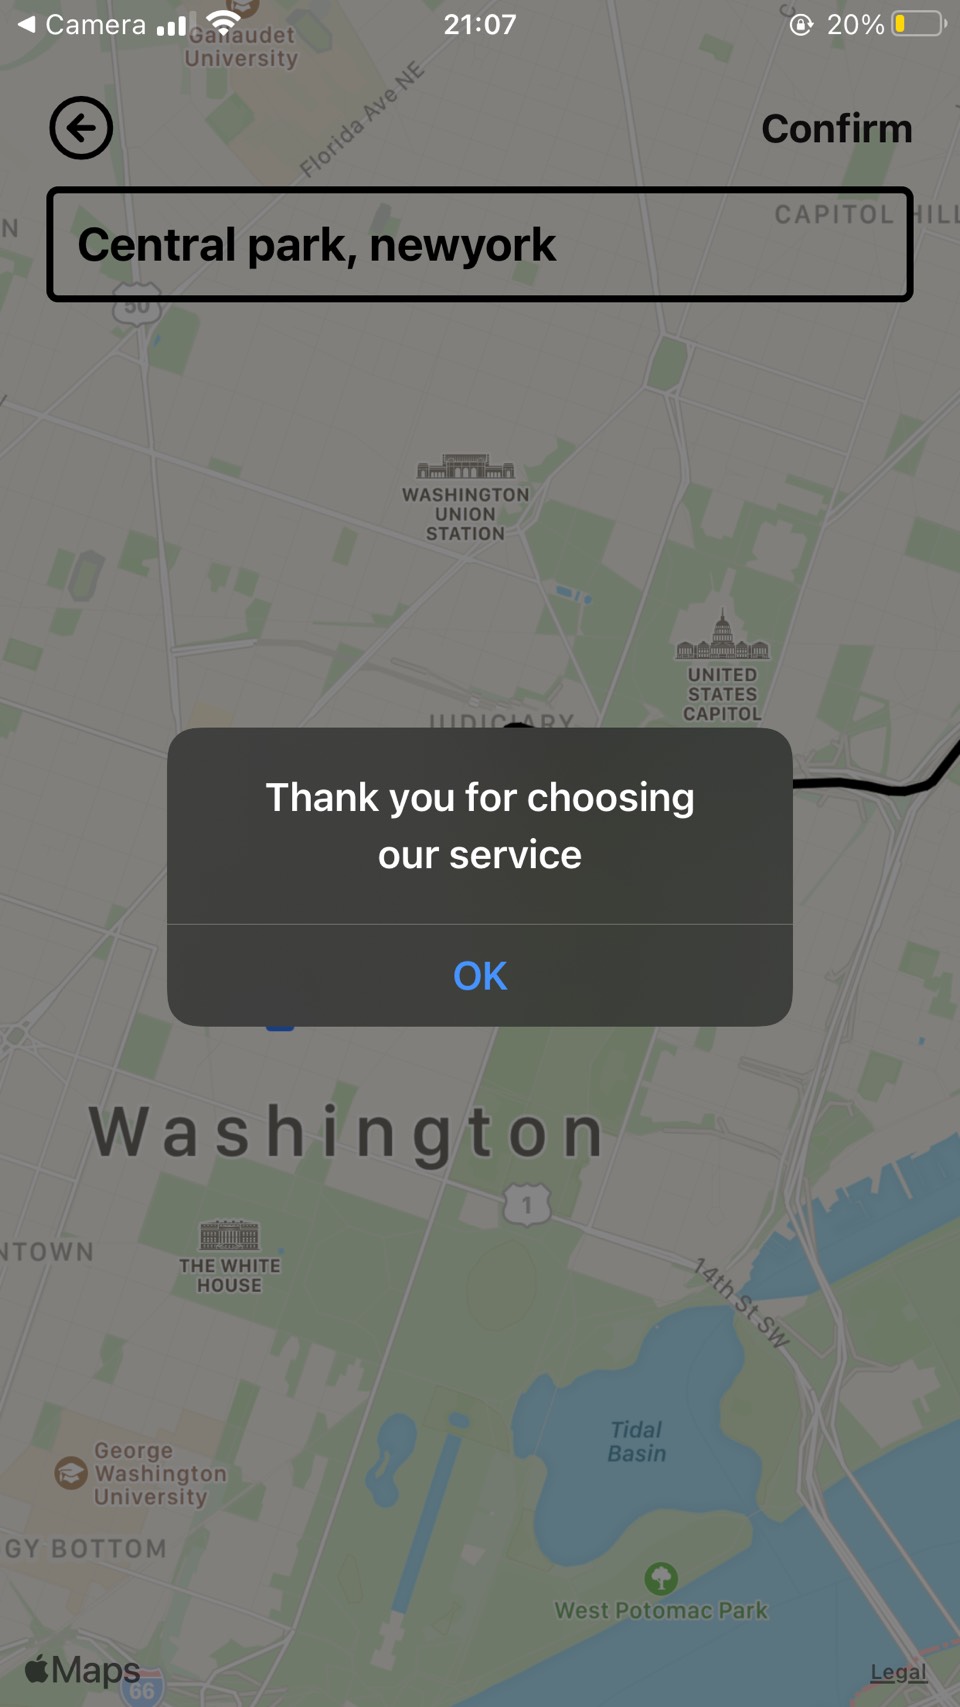 Camera
21:07
20%
Gallaudet
University
Florida Ave NE
Confirm
CAPITOL HILL
Central park, newyork
50
WASHINGTON
UNION
STATION
UNITED
STATES
CAPITOL
JUDICIARY
Thank you for choosing
our service
OK
Washington
1
NTOWN
THE WHITE
HOUSE
14th St SW
Tidal
Basin
George
Washington
University
GY BOTTOM
West Potomac Park
Maps
66
Legal